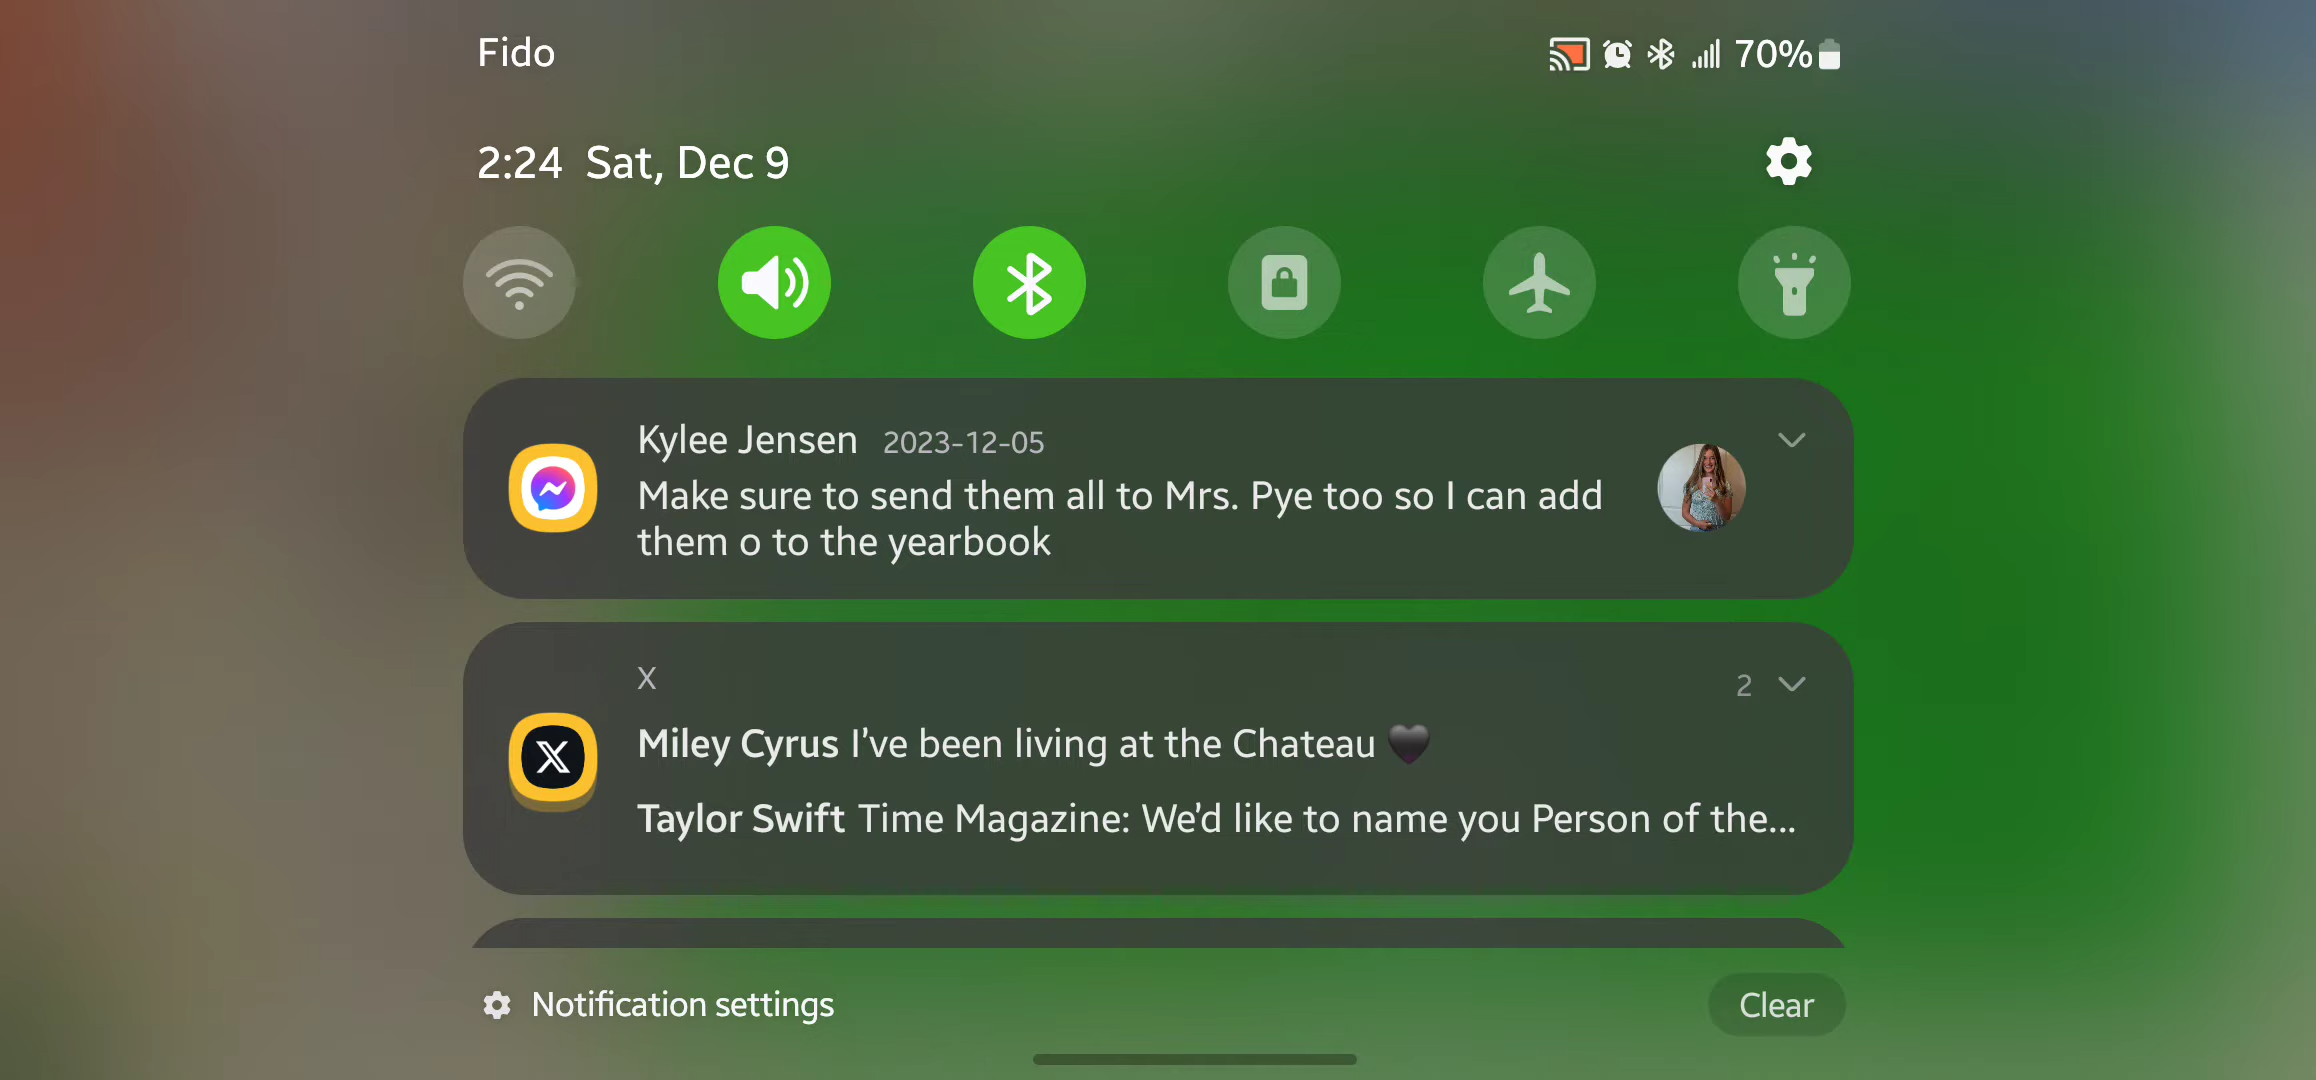 Fido
70%
2:24 Sat, Dec 9
Kylee Jensen 2023-12-05
Make sure to send them all to Mrs. Pye too so I can add
them o to the yearbook
X
2
Miley Cyrus I've been living at the Chateau 🖤
Taylor Swift Time Magazine: We'd like to name you Person of the...
Notification settings
Clear